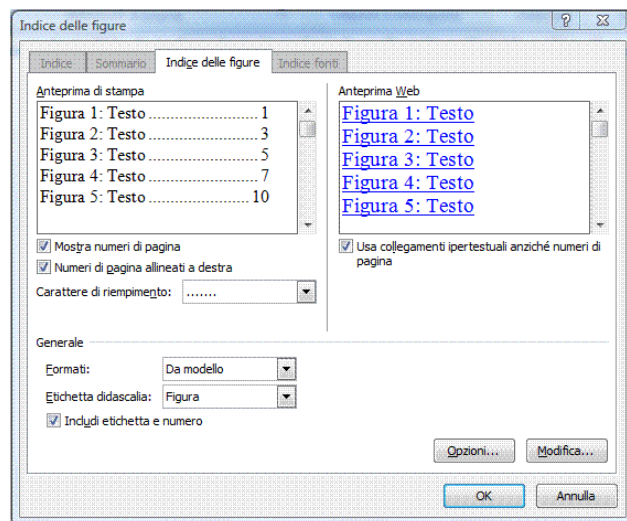 Indice delle figure
Indice Sommario Indice delle figure Indice fonti
Anteprima di stampa
Figura 1: Testo ........................ 1
Figura 2: Testo ........................ 3
Figura 3: Testo ........................ 5
Figura 4: Testo ........................ 7
Figura 5: Testo ...................... 10
Mostra numeri di pagina
Numeri di pagina allineati a destra
Carattere di riempimento: .......
Anteprima Web
Figura 1: Testo
Figura 2: Testo
Figura 3: Testo
Figura 4: Testo
Figura 5: Testo
Usa collegamenti ipertestuali anziché numeri di
pagina
Generale
Formati: Da modello
Etichetta didascalia: Figura
Includi etichetta e numero
Opzioni... Modifica...
OK Annulla